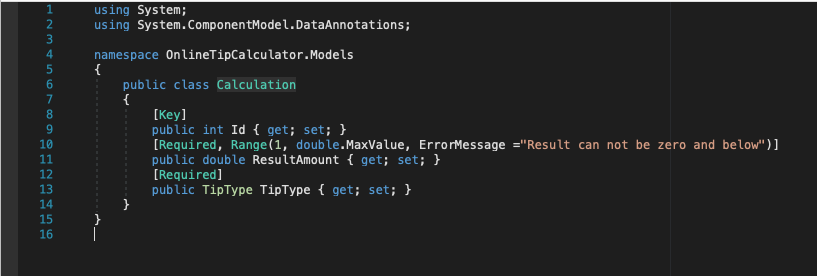 1 using System;
2 using System.ComponentModel.DataAnnotations;
3
4 namespace OnlineTipCalculator.Models
5 {
6 public class Calculation
7 {
8 [Key]
9 public int Id { get; set; }
10 [Required, Range(1, double.MaxValue, ErrorMessage ="Result can not be zero and below")]
11 public double ResultAmount { get; set; }
12 [Required]
13 public TipType TipType { get; set; }
14 }
15 }
16